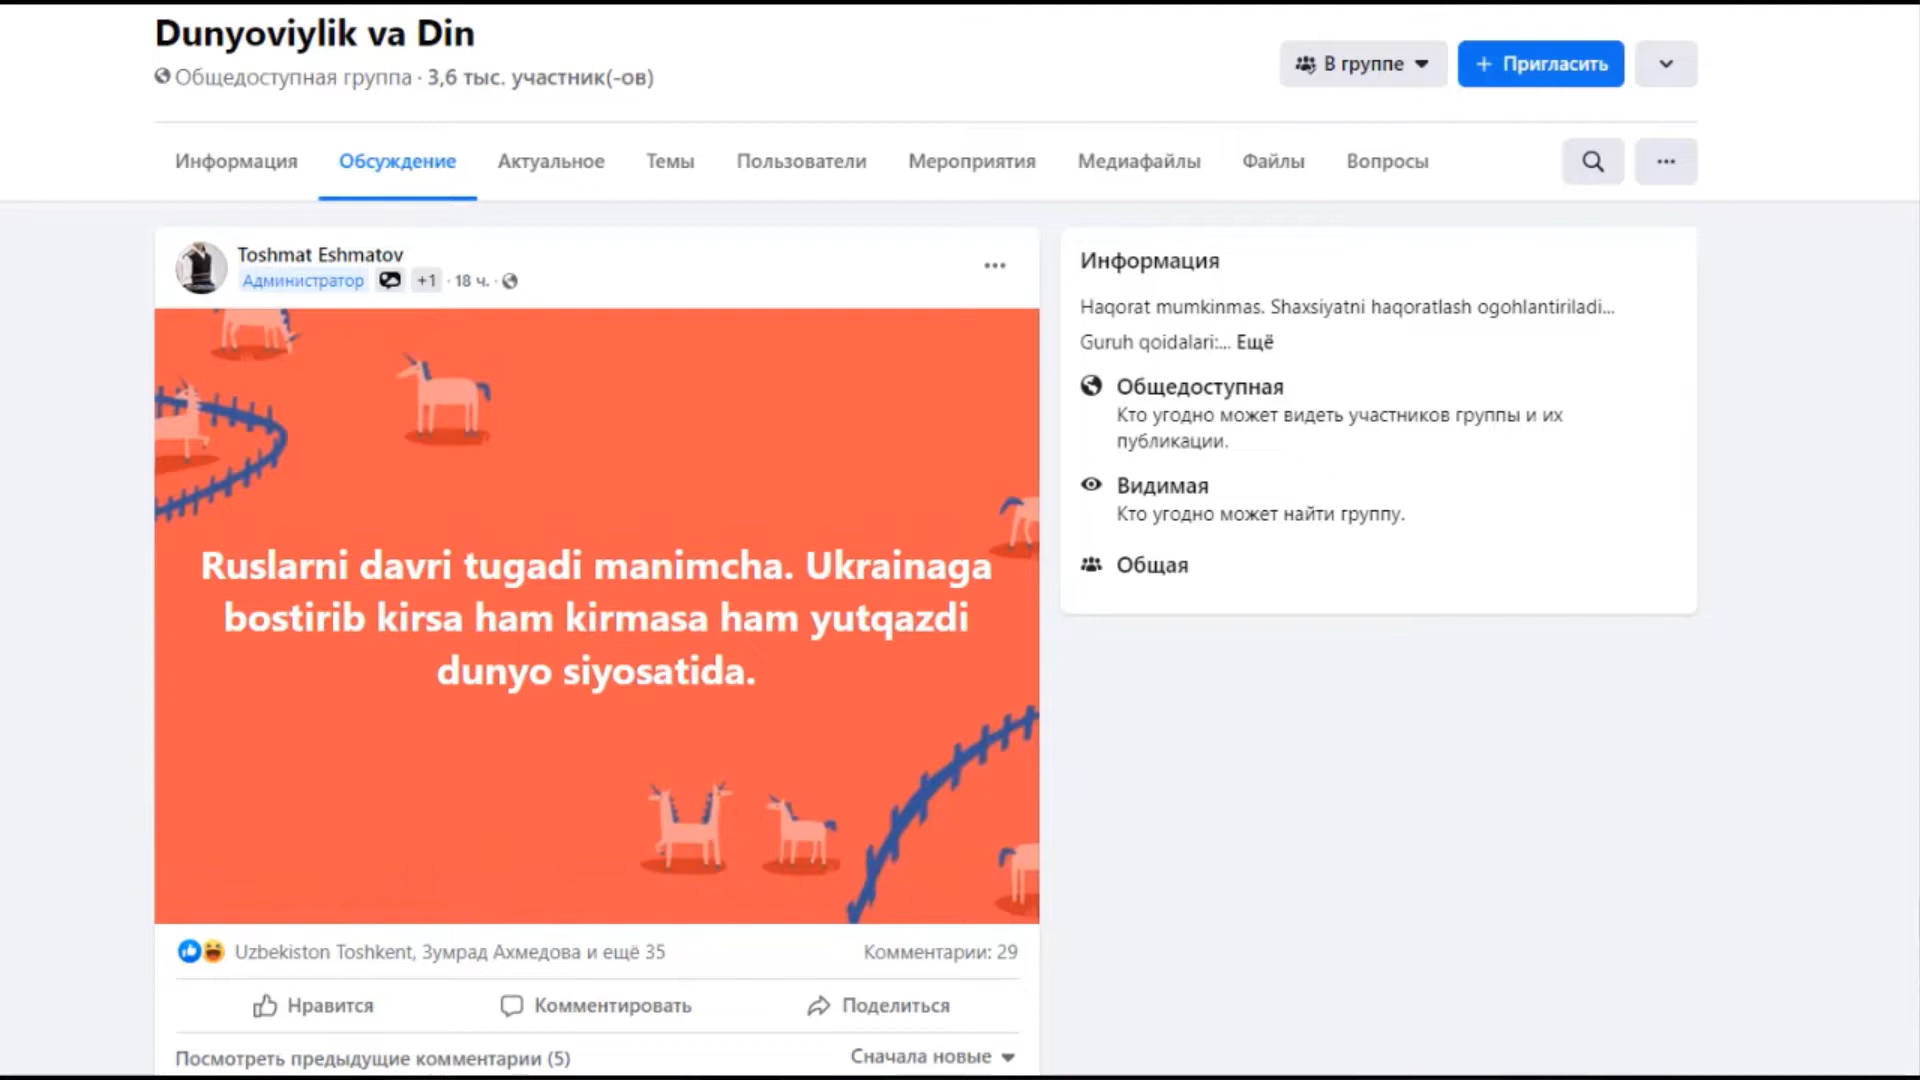 Dunyoviylik va Din
Общедоступная группа · 3,6 тыс. участник(-ов)
В группе
+ Пригласить
Информация
Обсуждение
Актуальное
Темы
Пользователи
Мероприятия
Медиафайлы
Файлы
Вопросы
Toshmat Eshmatov
Администратор
+1 · 18 ч. ·
Ruslarni davri tugadi manimcha. Ukrainaga
bostirib kirsa ham kirmasa ham yutqazdi
dunyo siyosatida.
Uzbekiston Toshkent, Зумрад Ахмедова и ещё 35
Комментарии: 29
Нравится
Комментировать
Поделиться
Посмотреть предыдущие комментарии (5)
Сначала новые
Информация
Haqorat mumkinmas. Shaxsiyatni haqoratlash ogohlantiriladi...
Guruh qoidalari:... Ещё
Общедоступная
Кто угодно может видеть участников группы и их
публикации.
Видимая
Кто угодно может найти группу.
Общая